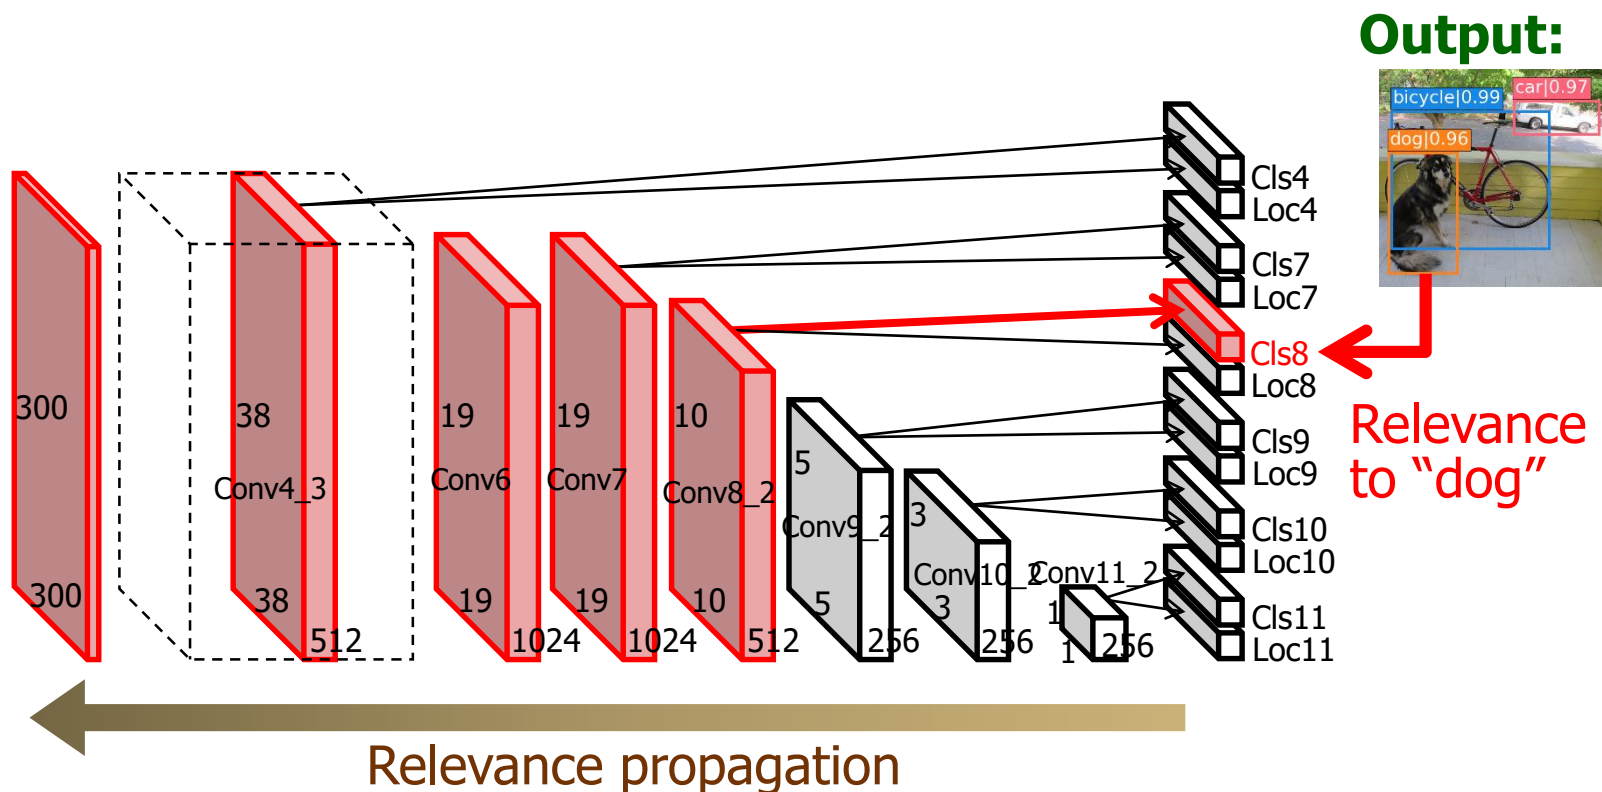 Output:
bicycle|0.99
car|0.97
dog|0.96
Cls4
Loc4
Cls7
Loc7
Cls8
Loc8
Cls9
Loc9
Cls10
Loc10
Cls11
Loc11
Relevance
to “dog”
300
300
38
Conv4_3
38
512
19
Conv6
19
1024
19
Conv7
19
1024
10
Conv8_2
10
512
5
Conv9_2
5
256
3
Conv10_2
3
256
Conv11_2
1
1
256
Relevance propagation